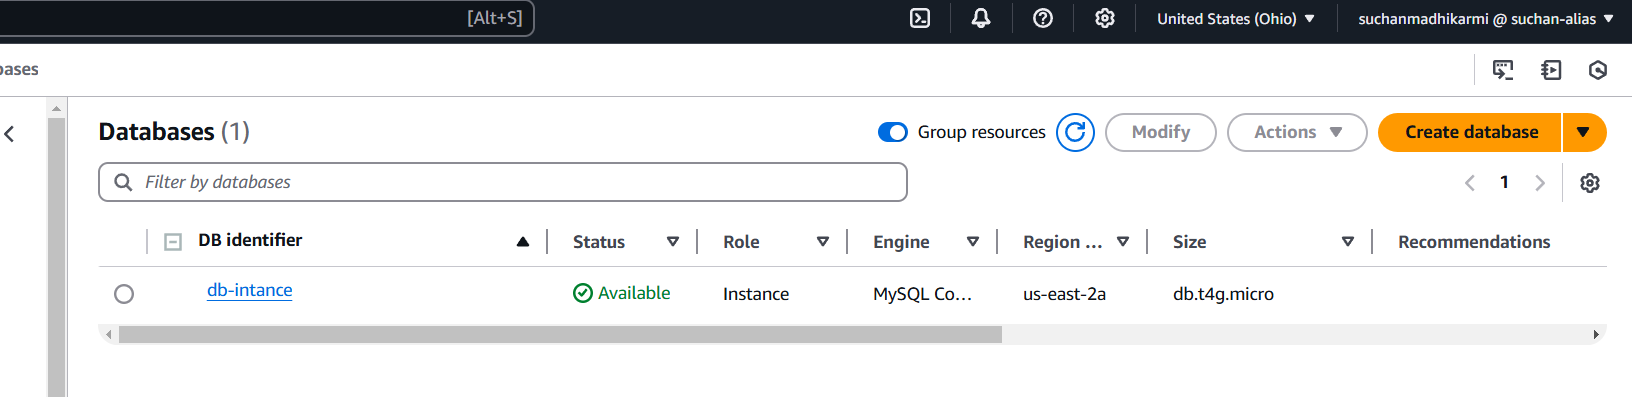 [Alt+S] United States (Ohio) suchanmadhikarmi @ suchan-alias
bases
Databases (1) Group resources Modify Actions Create database
Filter by databases 1
DB identifier Status Role Engine Region ... Size Recommendations
db-intance Available Instance MySQL Co... us-east-2a db.t4g.micro